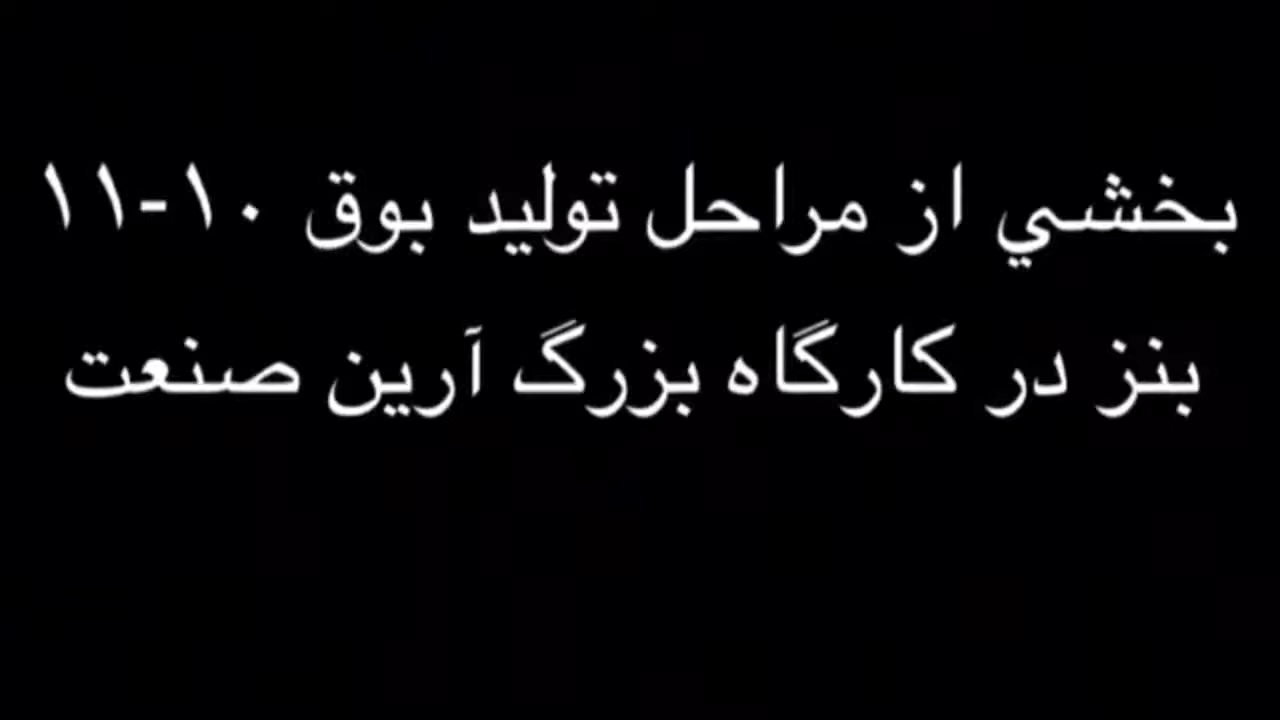 بخشي از مراحل توليد بوق ۱۰-۱۱
بنز در کارگاه بزرگ آرين صنعت